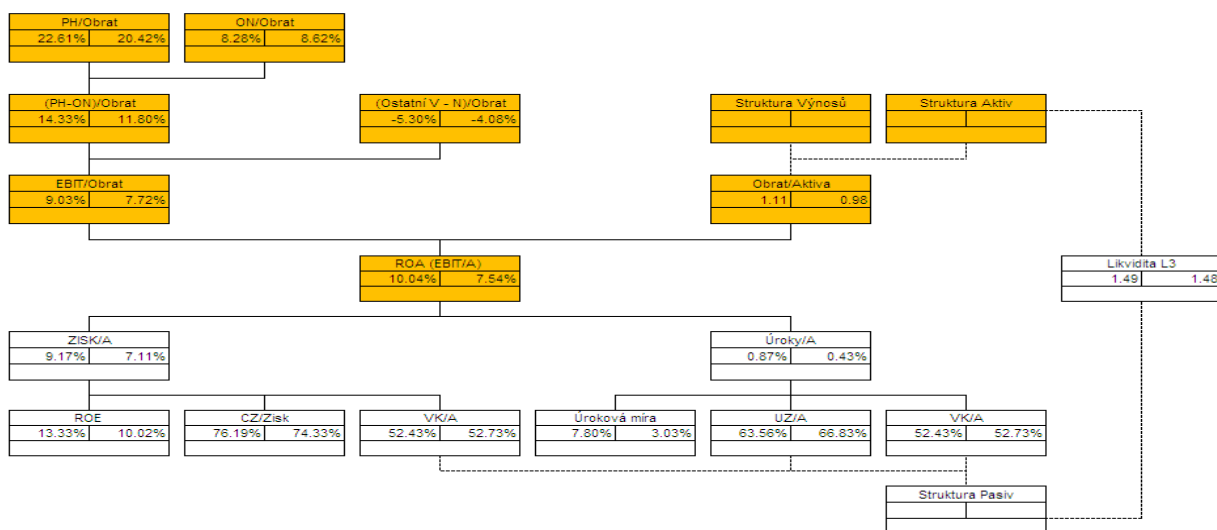 PH/Obrat ON/Obrat
22.61% 20.42% 8.28% 8.62%
(PH-ON)/Obrat (Ostatní V - N)/Obrat Struktura Výnosů Struktura Aktiv
14.33% 11.80% -5.30% -4.08%
EBIT/Obrat Obrat/Aktiva
9.03% 7.72% 1.11 0.98
ROA (EBIT/A) Likvidita L3
10.04% 7.54% 1.49 1.48
ZISK/A Úroky/A
9.17% 7.11% 0.87% 0.43%
ROE CZ/Zisk VK/A Úroková míra UZ/A VK/A
13.33% 10.02% 76.19% 74.33% 52.43% 52.73% 7.80% 3.03% 63.56% 66.83% 52.43% 52.73%
Struktura Pasiv